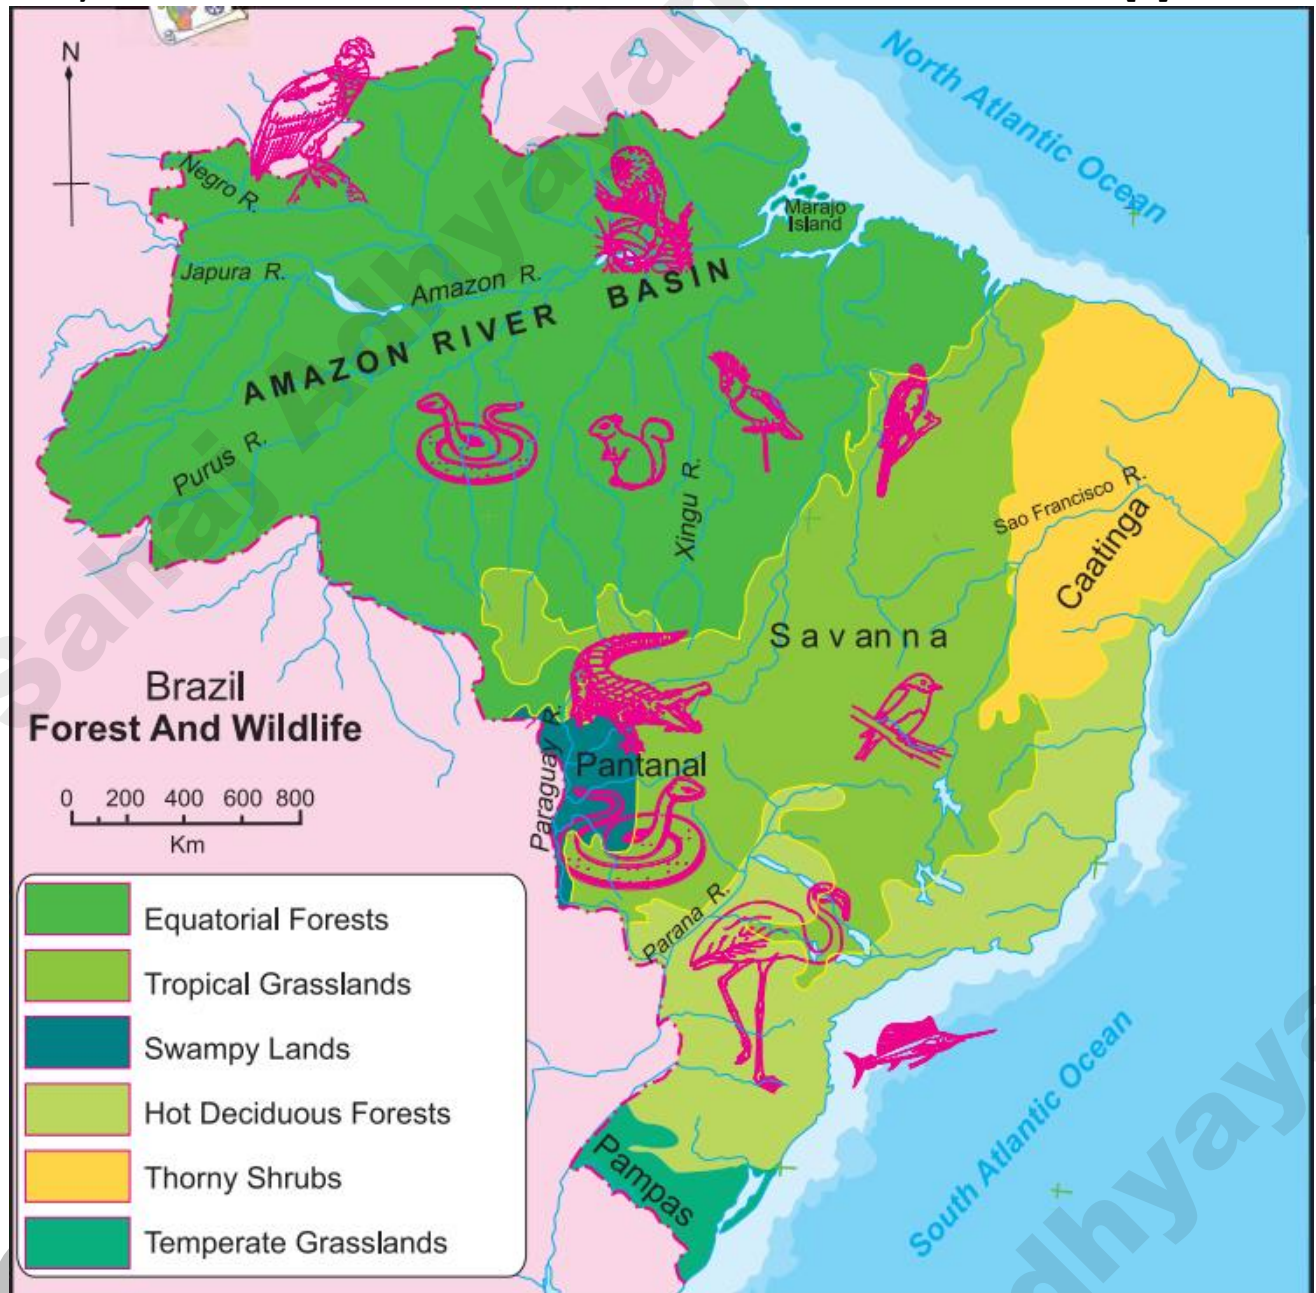 North Atlantic Ocean
N
Negro R.
Marajo
Island
Japura R.
Amazon R.
AMAZON RIVER BASIN
Purus R.
Xingu R.
Sao Francisco R.
Caatinga
Savanna
Brazil
Forest And Wildlife
Paraguay R.
Pantanal
0 200 400 600 800
Km
Parana R.
Equatorial Forests
Tropical Grasslands
Swampy Lands
Hot Deciduous Forests
Thorny Shrubs
Temperate Grasslands
Pampas
South Atlantic Ocean
Sahaj Adhyayan